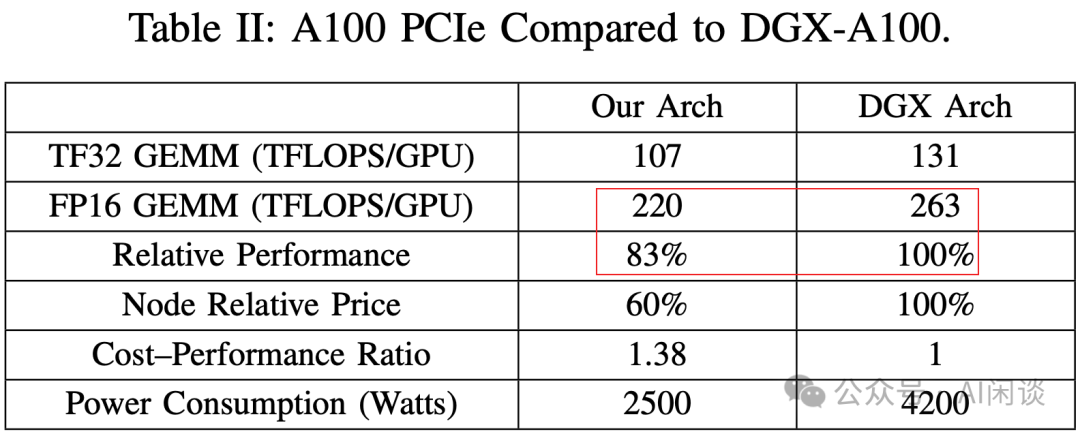 Table II: A100 PCIe Compared to DGX-A100.
Our Arch DGX Arch
TF32 GEMM (TFLOPS/GPU) 107 131
FP16 GEMM (TFLOPS/GPU) 220 263
Relative Performance 83% 100%
Node Relative Price 60% 100%
Cost–Performance Ratio 1.38 1
Power Consumption (Watts) 2500 4200
公众号 AI闲谈